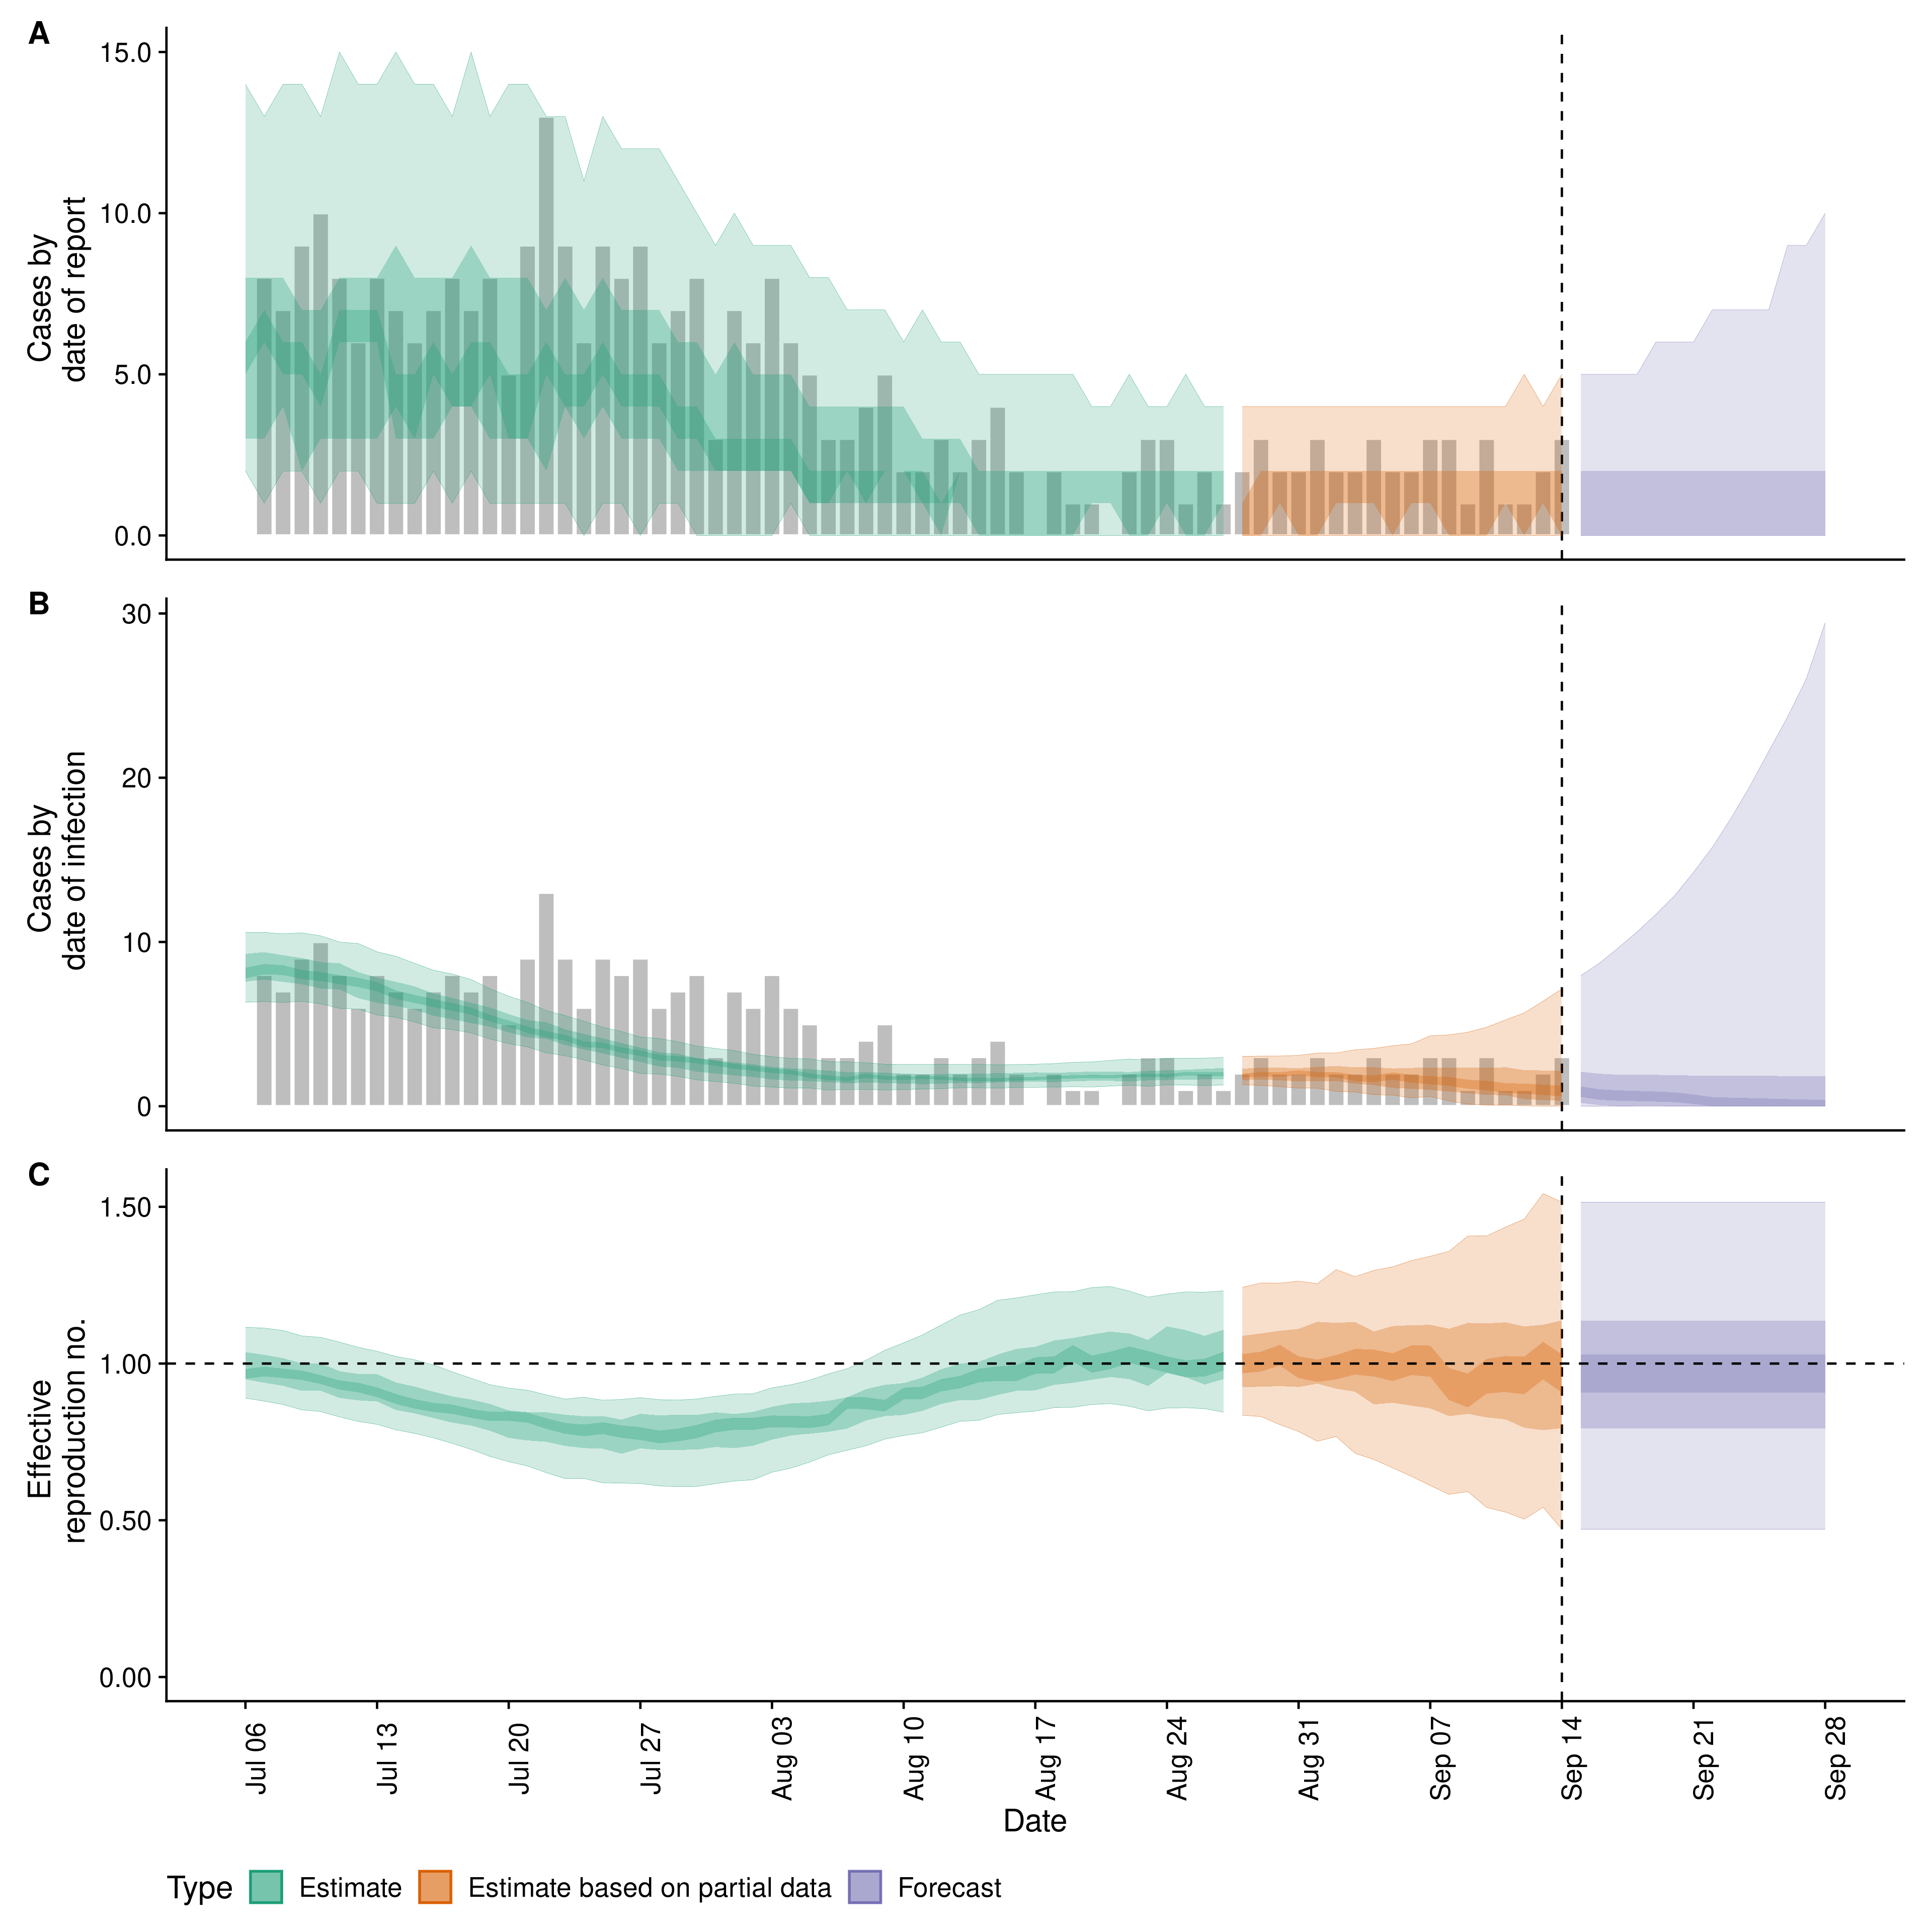 A
Cases by
date of report
15.0
10.0
5.0
0.0
B
Cases by
date of infection
30
20
10
0
C
Effective
reproduction no.
1.50
1.00
0.50
0.00
Jul 06
Jul 13
Jul 20
Jul 27
Aug 03
Aug 10
Aug 17
Aug 24
Aug 31
Sep 07
Sep 14
Sep 21
Sep 28
Date
Type Estimate Estimate based on partial data Forecast